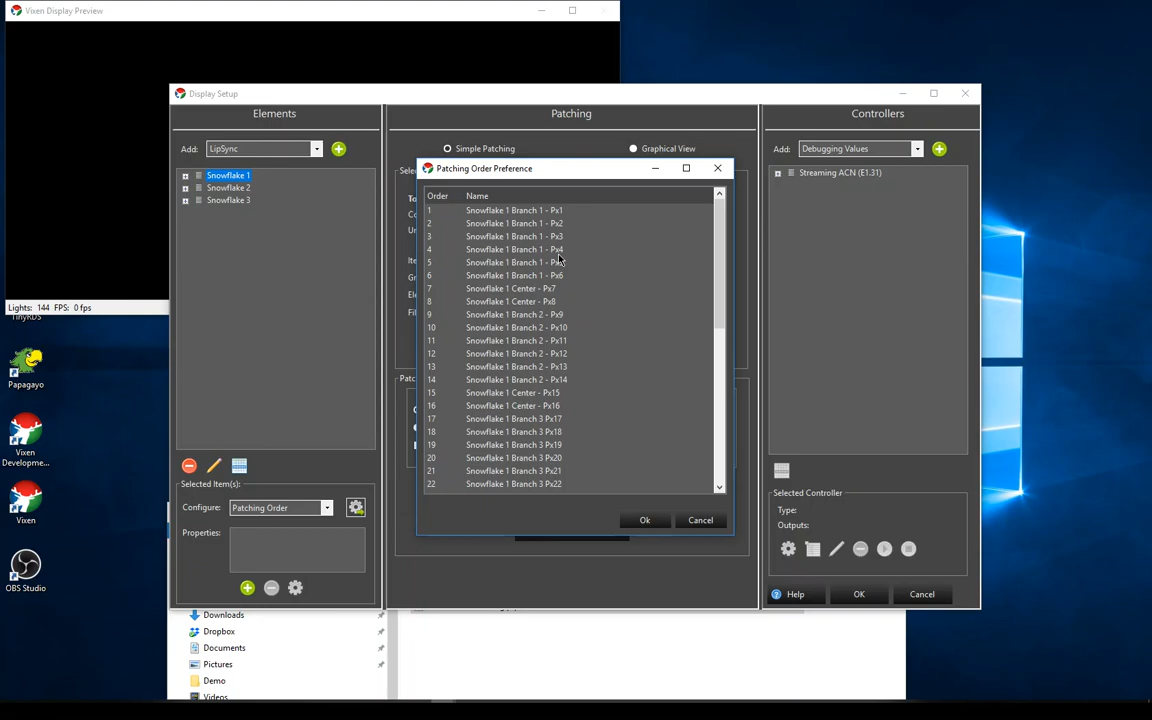 Vixen Display Preview
Display Setup
Elements
Patching
Controllers
Add: LipSync
Simple Patching
Graphical View
Add: Debugging Values
Snowflake 1
Snowflake 2
Snowflake 3
Streaming ACN (E1.31)
Patching Order Preference
Order Name
1 Snowflake 1 Branch 1 - Px1
2 Snowflake 1 Branch 1 - Px2
3 Snowflake 1 Branch 1 - Px3
4 Snowflake 1 Branch 1 - Px4
5 Snowflake 1 Branch 1 -
6 Snowflake 1 Branch 1 - Px6
7 Snowflake 1 Center - Px7
8 Snowflake 1 Center - Px8
9 Snowflake 1 Branch 2 - Px9
10 Snowflake 1 Branch 2 - Px10
11 Snowflake 1 Branch 2 - Px11
12 Snowflake 1 Branch 2 - Px12
13 Snowflake 1 Branch 2 - Px13
14 Snowflake 1 Branch 2 - Px14
15 Snowflake 1 Center - Px15
16 Snowflake 1 Center - Px16
17 Snowflake 1 Branch 3 Px17
18 Snowflake 1 Branch 3 Px18
19 Snowflake 1 Branch 3 Px19
20 Snowflake 1 Branch 3 Px20
21 Snowflake 1 Branch 3 Px21
22 Snowflake 1 Branch 3 Px22
Ok Cancel
Lights: 144 FPS: 0 fps
TinyRDS
Papagayo
Vixen
Developme...
Vixen
OBS Studio
Selected Item(s):
Configure: Patching Order
Properties:
Selected Controller
Type:
Outputs:
Help OK Cancel
Downloads
Dropbox
Documents
Pictures
Demo
Videos